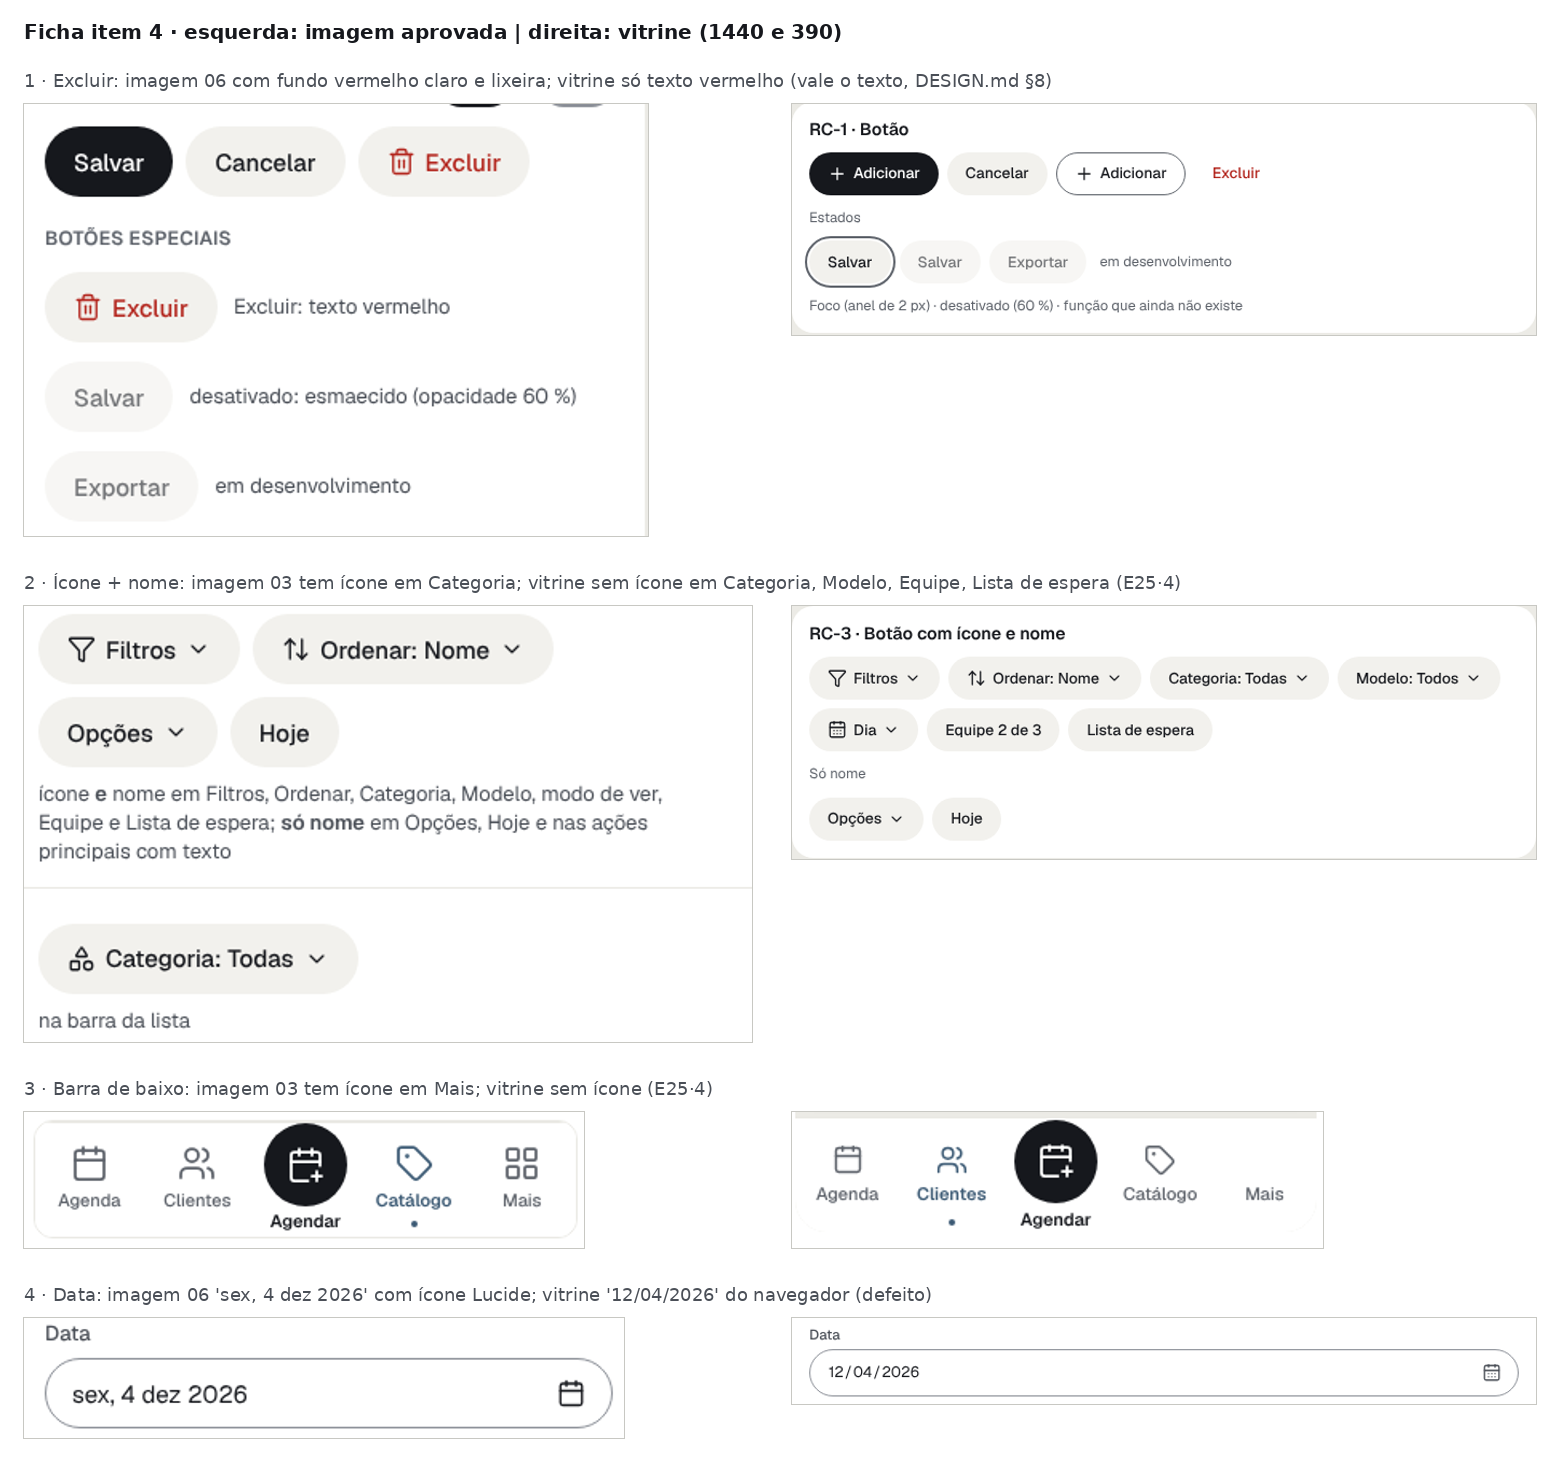 Ficha item 4 · esquerda: imagem aprovada | direita: vitrine (1440 e 390)
1 · Excluir: imagem 06 com fundo vermelho claro e lixeira; vitrine só texto vermelho (vale o texto, DESIGN.md §8)
Salvar Cancelar Excluir
BOTÕES ESPECIAIS
Excluir Excluir: texto vermelho
Salvar desativado: esmaecido (opacidade 60 %)
Exportar em desenvolvimento
RC-1 · Botão
Adicionar Cancelar Adicionar Excluir
Estados
Salvar Salvar Exportar em desenvolvimento
Foco (anel de 2 px) · desativado (60 %) · função que ainda não existe
2 · Ícone + nome: imagem 03 tem ícone em Categoria; vitrine sem ícone em Categoria, Modelo, Equipe, Lista de espera (E25·4)
Filtros Ordenar: Nome
Opções Hoje
ícone e nome em Filtros, Ordenar, Categoria, Modelo, modo de ver,
Equipe e Lista de espera; só nome em Opções, Hoje e nas ações
principais com texto
Categoria: Todas
na barra da lista
RC-3 · Botão com ícone e nome
Filtros Ordenar: Nome Categoria: Todas Modelo: Todos
Dia Equipe 2 de 3 Lista de espera
Só nome
Opções Hoje
3 · Barra de baixo: imagem 03 tem ícone em Mais; vitrine sem ícone (E25·4)
Agenda Clientes Agendar Catálogo Mais
Agenda Clientes Agendar Catálogo Mais
4 · Data: imagem 06 'sex, 4 dez 2026' com ícone Lucide; vitrine '12/04/2026' do navegador (defeito)
Data
sex, 4 dez 2026
Data
12/04/2026